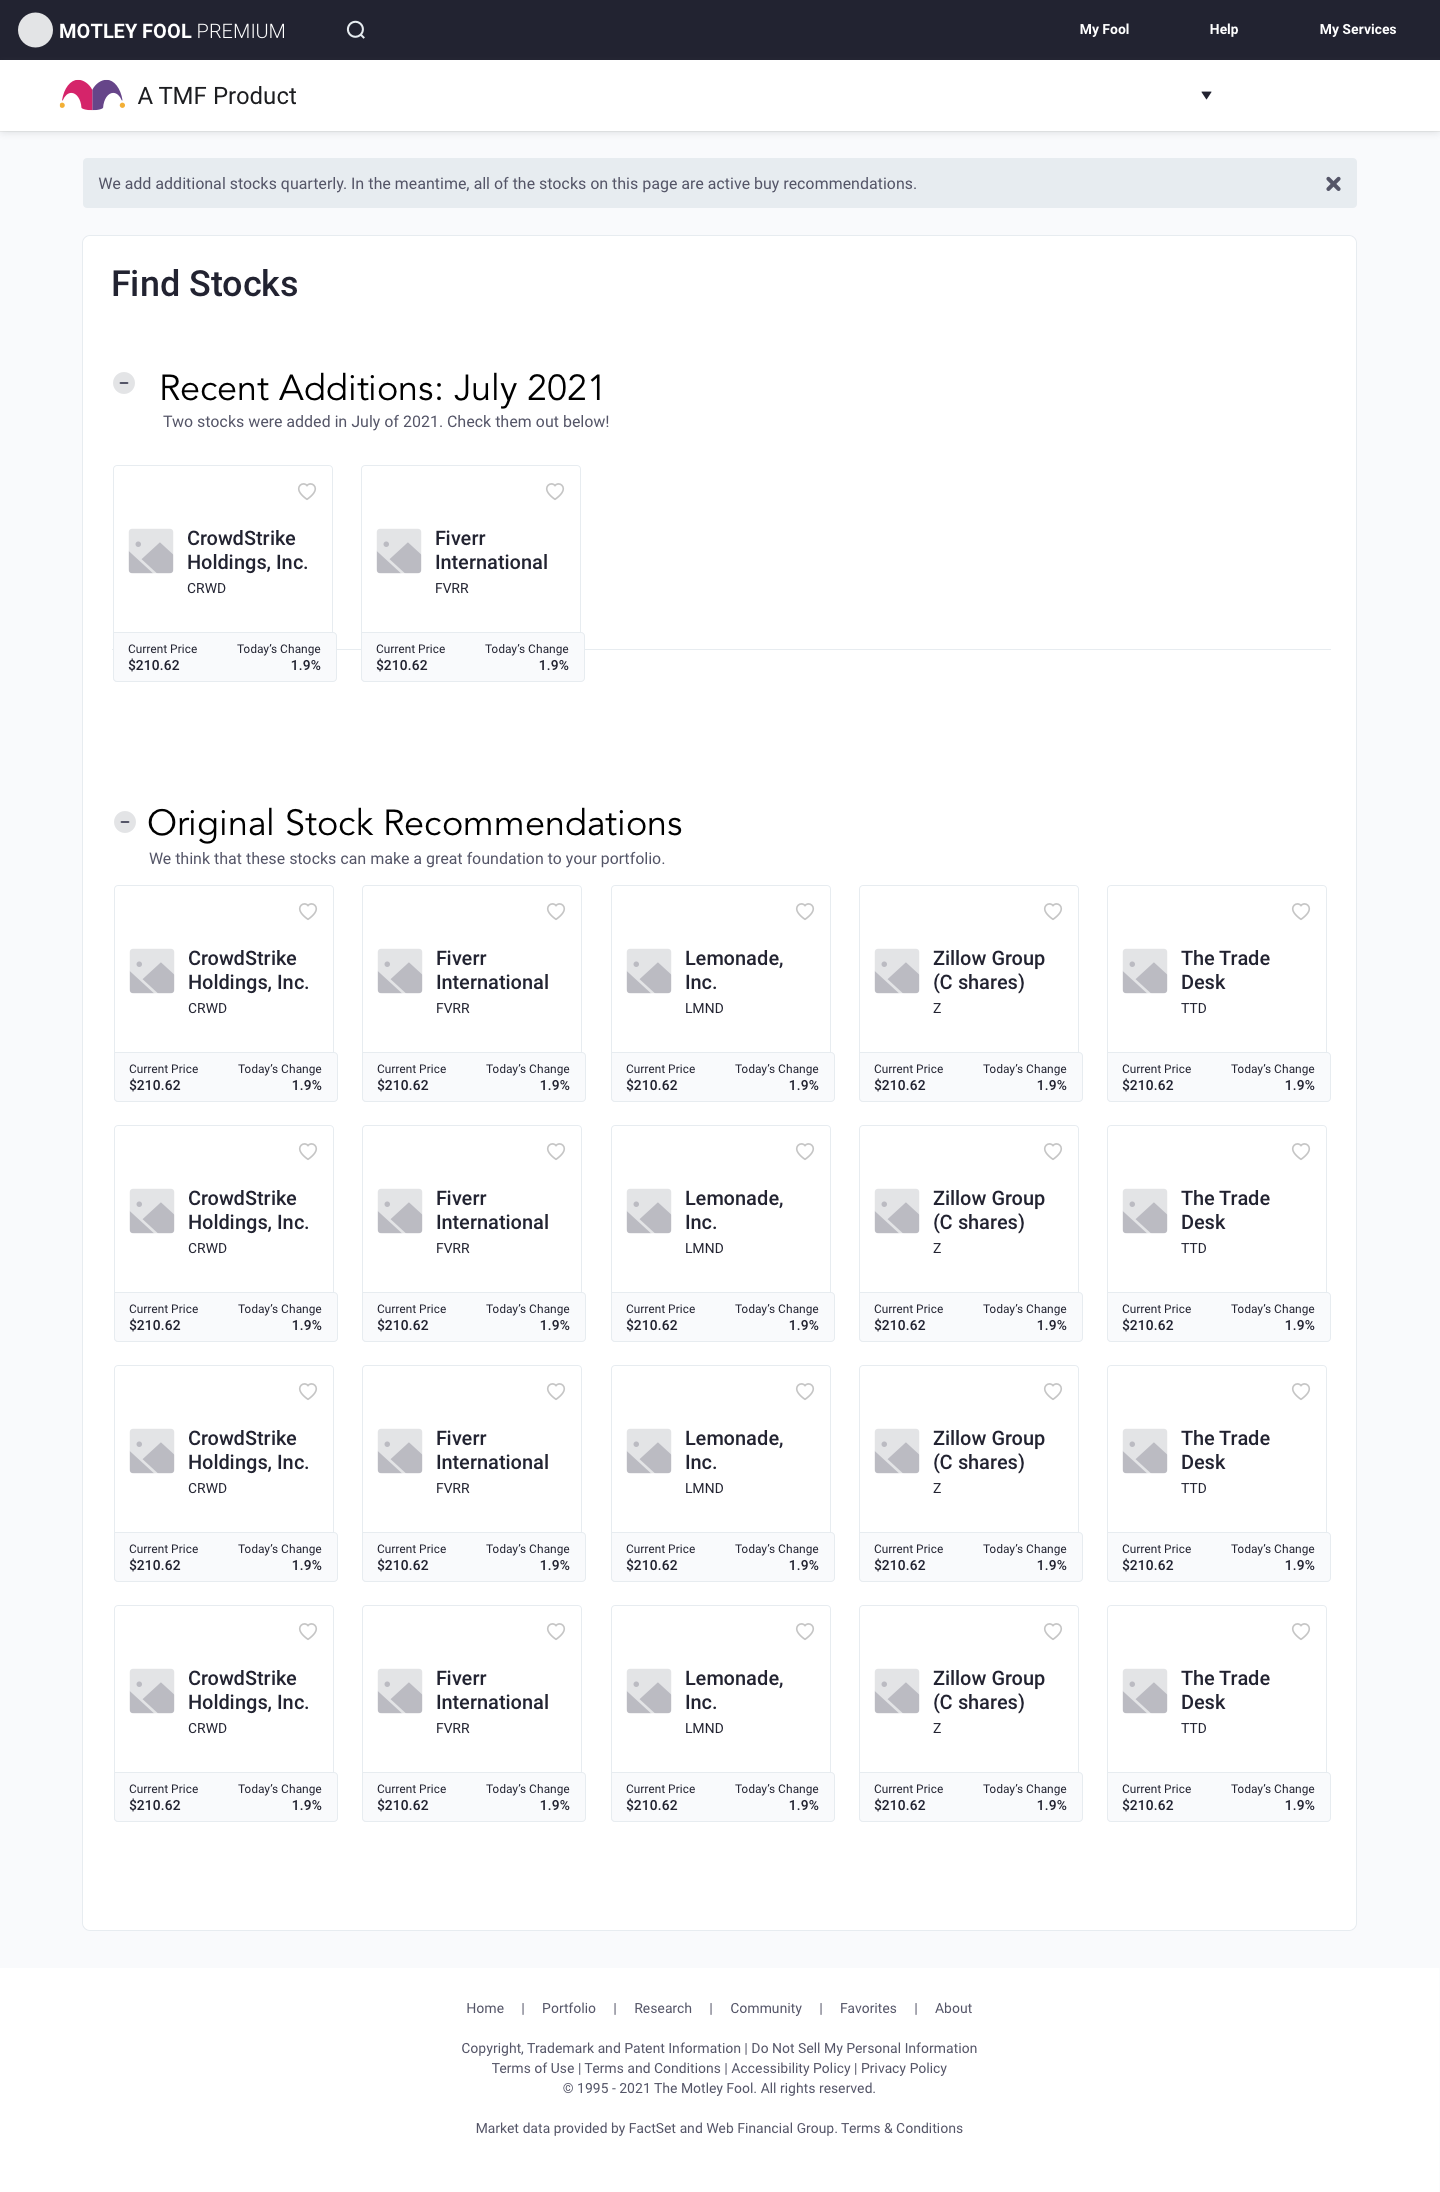 MOTLEY FOOL PREMIUM
My Fool Help My Services
A TMF Product
We add additional stocks quarterly. In the meantime, all of the stocks on this page are active buy recommendations.
Find Stocks
Recent Additions: July 2021
Two stocks were added in July of 2021. Check them out below!
CrowdStrike Fiverr
Holdings, Inc. International
CRWD FVRR
Current Price Today’s Change Current Price Today’s Change
$210.62 1.9% $210.62 1.9%
Original Stock Recommendations
We think that these stocks can make a great foundation to your portfolio.
CrowdStrike Fiverr Lemonade, Zillow Group The Trade
Holdings, Inc. International Inc. (C shares) Desk
CRWD FVRR LMND Z TTD
Current Price Today’s Change Current Price Today’s Change Current Price Today’s Change Current Price Today’s Change Current Price Today’s Change
$210.62 1.9% $210.62 1.9% $210.62 1.9% $210.62 1.9% $210.62 1.9%
CrowdStrike Fiverr Lemonade, Zillow Group The Trade
Holdings, Inc. International Inc. (C shares) Desk
CRWD FVRR LMND Z TTD
Current Price Today’s Change Current Price Today’s Change Current Price Today’s Change Current Price Today’s Change Current Price Today’s Change
$210.62 1.9% $210.62 1.9% $210.62 1.9% $210.62 1.9% $210.62 1.9%
CrowdStrike Fiverr Lemonade, Zillow Group The Trade
Holdings, Inc. International Inc. (C shares) Desk
CRWD FVRR LMND Z TTD
Current Price Today’s Change Current Price Today’s Change Current Price Today’s Change Current Price Today’s Change Current Price Today’s Change
$210.62 1.9% $210.62 1.9% $210.62 1.9% $210.62 1.9% $210.62 1.9%
CrowdStrike Fiverr Lemonade, Zillow Group The Trade
Holdings, Inc. International Inc. (C shares) Desk
CRWD FVRR LMND Z TTD
Current Price Today’s Change Current Price Today’s Change Current Price Today’s Change Current Price Today’s Change Current Price Today’s Change
$210.62 1.9% $210.62 1.9% $210.62 1.9% $210.62 1.9% $210.62 1.9%
Home | Portfolio | Research | Community | Favorites | About
Copyright, Trademark and Patent Information | Do Not Sell My Personal Information
Terms of Use | Terms and Conditions | Accessibility Policy | Privacy Policy
© 1995 - 2021 The Motley Fool. All rights reserved.
Market data provided by FactSet and Web Financial Group. Terms & Conditions